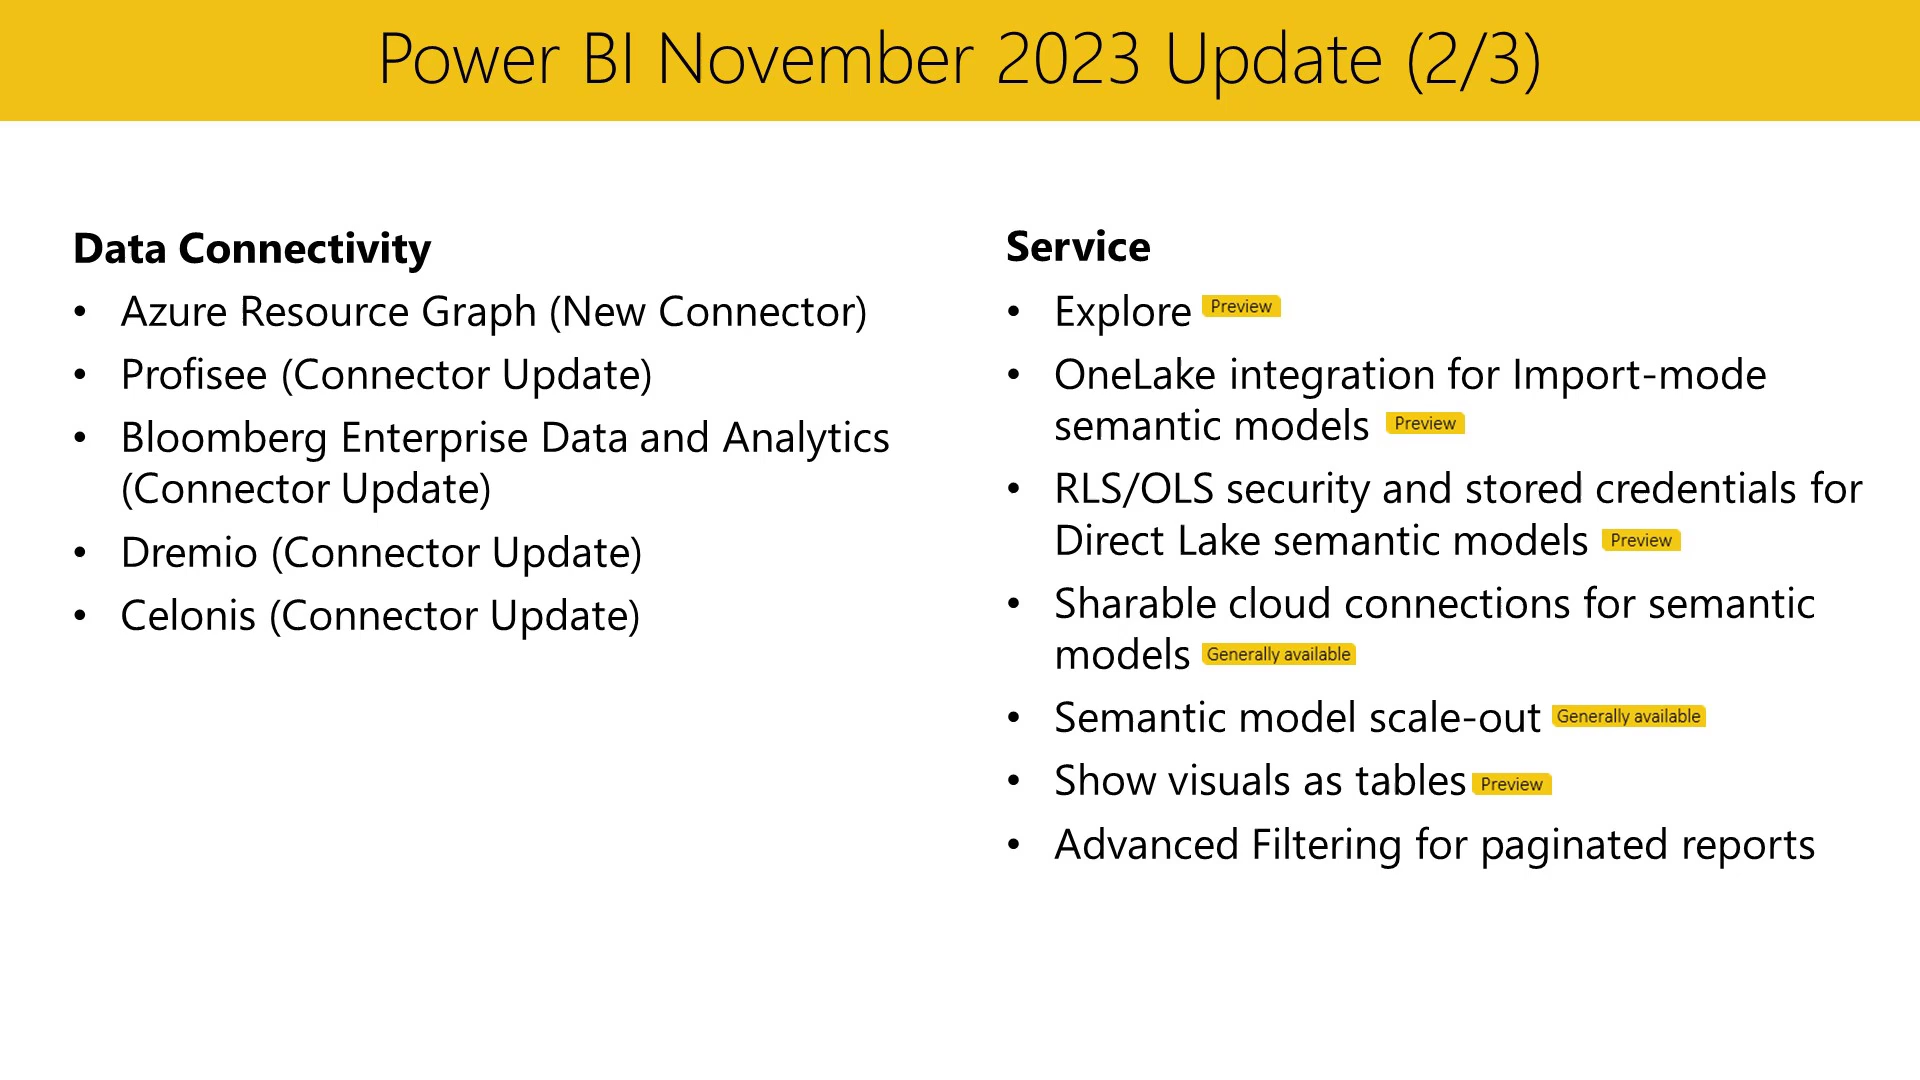 Power BI November 2023 Update (2/3)
Data Connectivity
• Azure Resource Graph (New Connector)
• Profisee (Connector Update)
• Bloomberg Enterprise Data and Analytics
(Connector Update)
• Dremio (Connector Update)
• Celonis (Connector Update)
Service
• Explore Preview
• OneLake integration for Import-mode
semantic models Preview
• RLS/OLS security and stored credentials for
Direct Lake semantic models Preview
• Sharable cloud connections for semantic
models Generally available
• Semantic model scale-out Generally available
• Show visuals as tables Preview
• Advanced Filtering for paginated reports